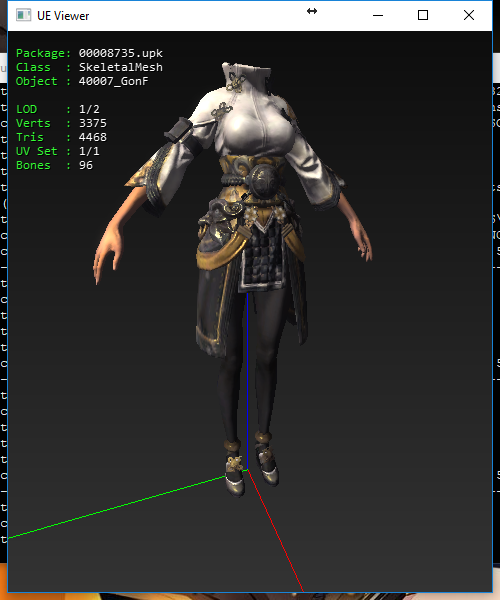 UE Viewer
Package: 00008735.upk
Class : SkeletalMesh
Object : 40007_GonF
LOD : 1/2
Verts : 3375
Tris : 4468
UV Set : 1/1
Bones : 96